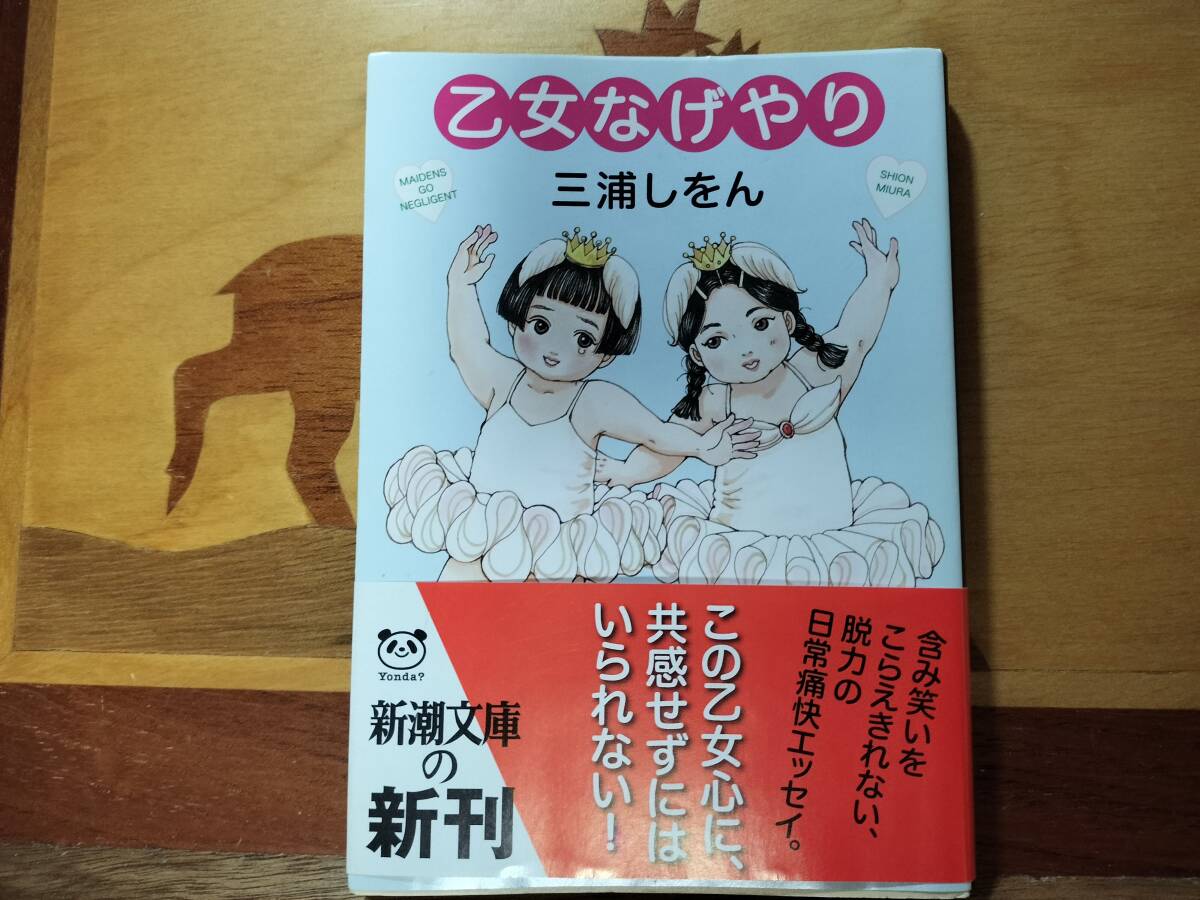 乙女なげやり
MAIDENS
GO
NEGLIGENT
三浦しをん
SHION
MIURA
含み笑いを
こらえきれない、
脱力の
日常痛快エッセイ。
この乙女心に、
共感せずには
いられない！
Yonda?
新潮文庫
の
新刊